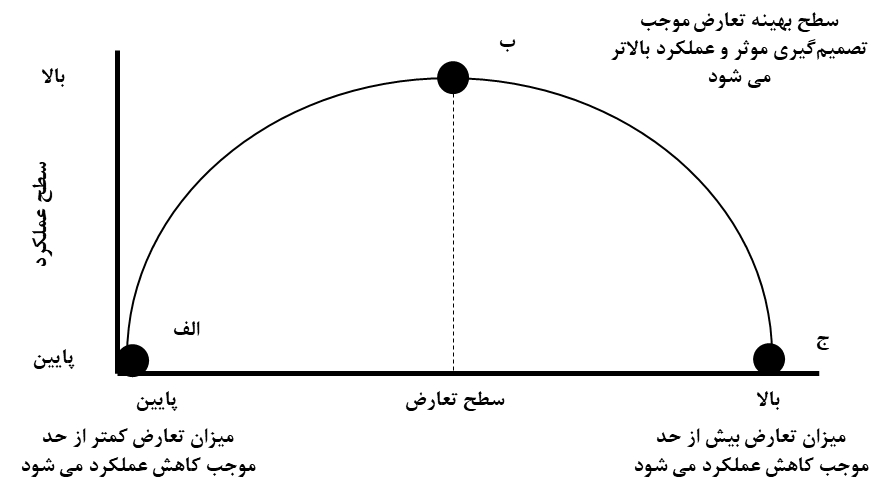 سطح بهینه تعارض موجب
تصمیم‌گیری موثر و عملکرد بالاتر
می شود
ب
بالا
سطح عملکرد
الف
ج
پایین
پایین
سطح تعارض
بالا
میزان تعارض بیش از حد
موجب کاهش عملکرد می شود
میزان تعارض کمتر از حد
موجب کاهش عملکرد می شود